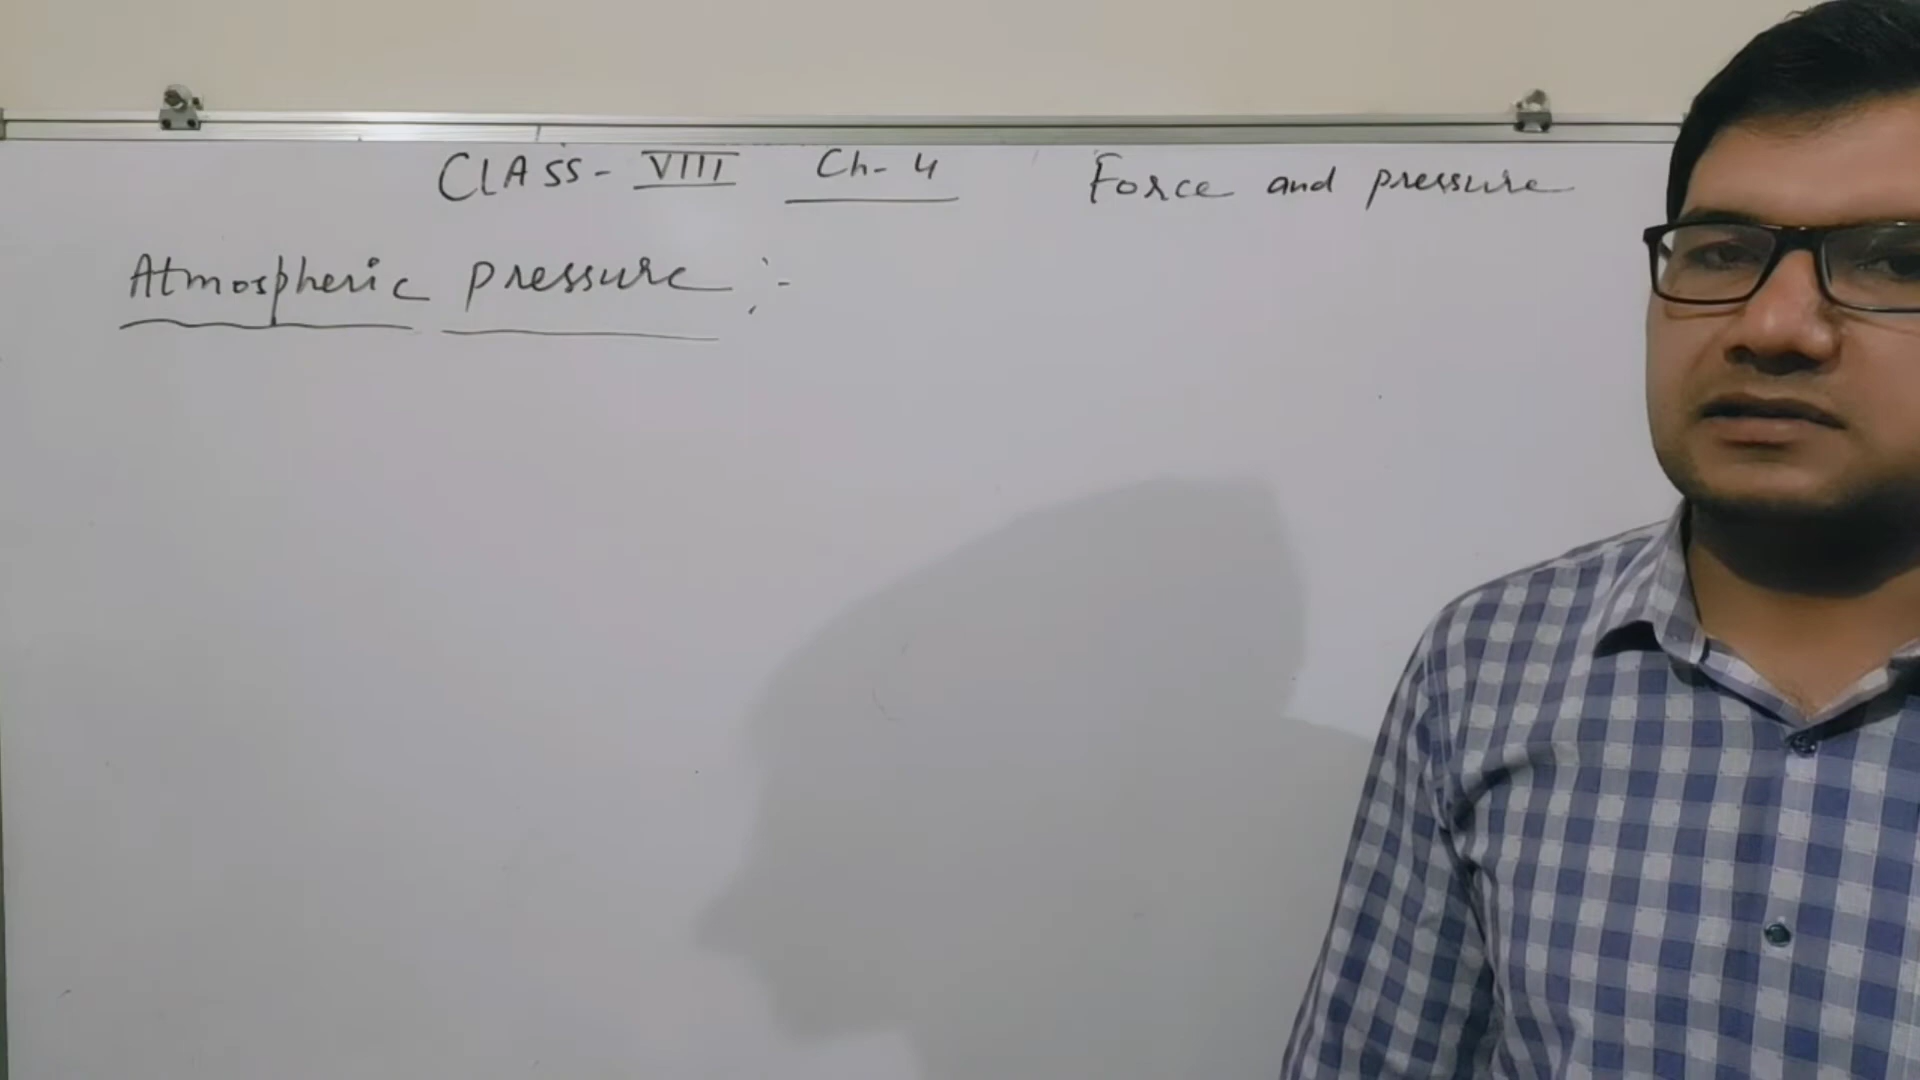 CLASS- VIII Ch- 4 Force and pressure
Atmospheric pressure :-